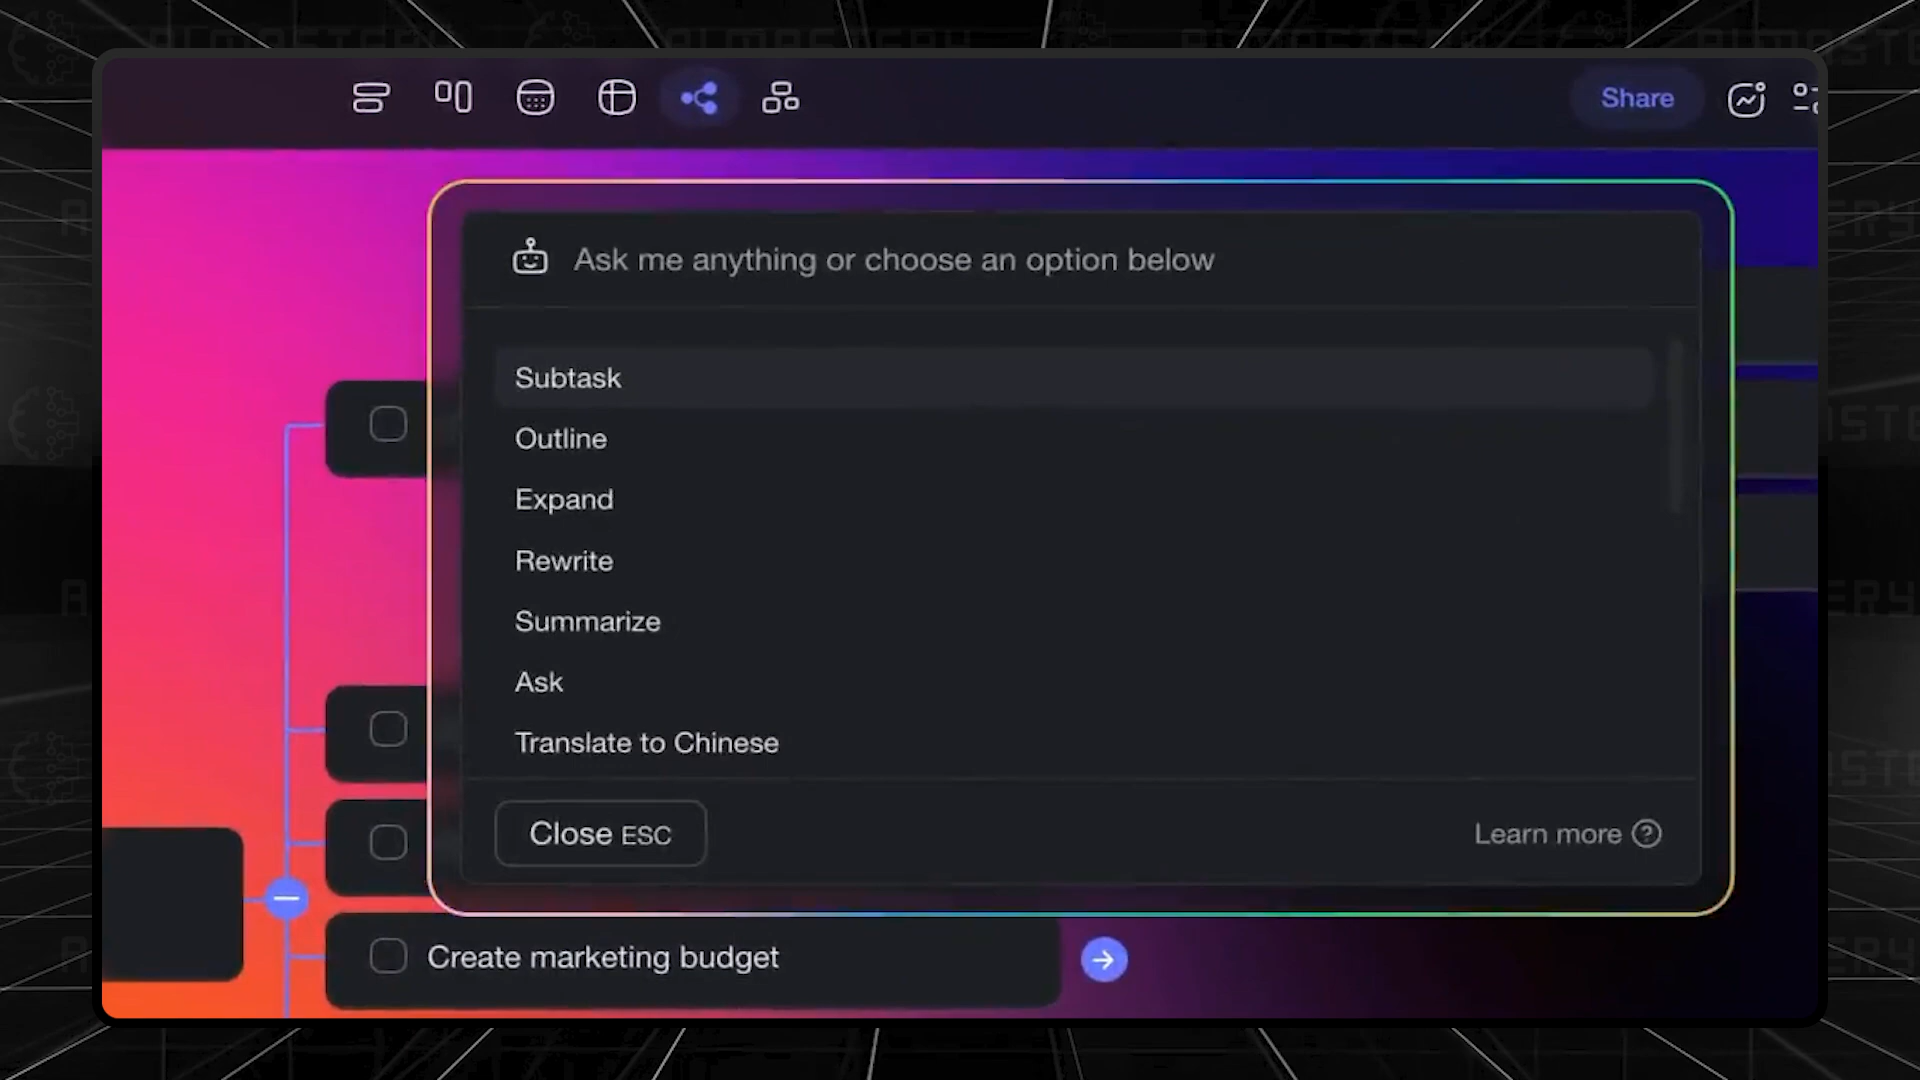 Share
Ask me anything or choose an option below
Subtask
Outline
Expand
Rewrite
Summarize
Ask
Translate to Chinese
Close ESC
Learn more
Create marketing budget